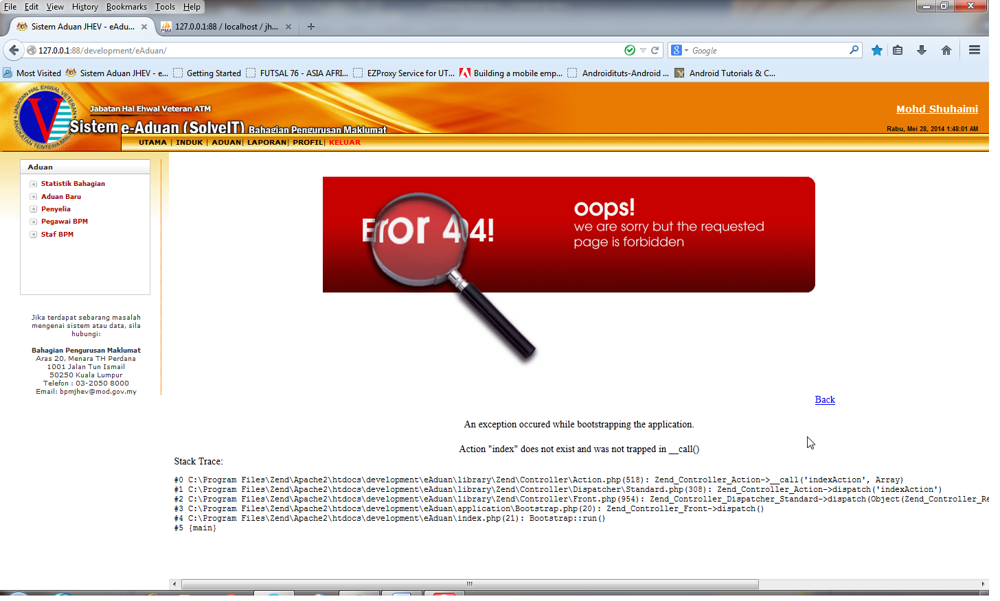 File Edit View History Bookmarks Tools Help
Sistem Aduan JHEV - eAdu...
127.0.0.1:88 / localhost / jh...
127.0.0.1:88/development/eAduan/
Google
Most Visited Sistem Aduan JHEV - e... Getting Started FUTSAL 76 - ASIA AFRI... EZProxy Service for UT... Building a mobile emp... Androidituts-Android ... Android Tutorials & C...
JABATAN HAL EHWAL VETERAN
Jabatan Hal Ehwal Veteran ATM
Sistem e-Aduan (SolveIT) Bahagian Pengurusan Maklumat
Mohd Shuhaimi
Rabu, Mei 28, 2014 1:48:01 AM
UTAMA | INDUK | ADUAN| LAPORAN| PROFIL| KELUAR
Aduan
Statistik Bahagian
Aduan Baru
Penyelia
Pegawai BPM
Staf BPM
Jika terdapat sebarang masalah
mengenai sistem atau data, sila
hubungi:
Bahagian Pengurusan Maklumat
Aras 20, Menara TH Perdana
1001 Jalan Tun Ismail
50250 Kuala Lumpur
Telefon : 03-2050 8000
Email: bpmjhev@mod.gov.my
Error 404!
oops!
we are sorry but the requested
page is forbidden
Back
An exception occured while bootstrapping the application.
Action "index" does not exist and was not trapped in __call()
Stack Trace:
#0 C:\Program Files\Zend\Apache2\htdocs\development\eAduan\library\Zend\Controller\Action.php(518): Zend_Controller_Action->__call('indexAction', Array)
#1 C:\Program Files\Zend\Apache2\htdocs\development\eAduan\library\Zend\Controller\Dispatcher\Standard.php(308): Zend_Controller_Action->dispatch('indexAction')
#2 C:\Program Files\Zend\Apache2\htdocs\development\eAduan\library\Zend\Controller\Front.php(954): Zend_Controller_Dispatcher_Standard->dispatch(Object(Zend_Controller_Re
#3 C:\Program Files\Zend\Apache2\htdocs\development\eAduan\application\Bootstrap.php(20): Zend_Controller_Front->dispatch()
#4 C:\Program Files\Zend\Apache2\htdocs\development\eAduan\index.php(21): Bootstrap::run()
#5 {main}